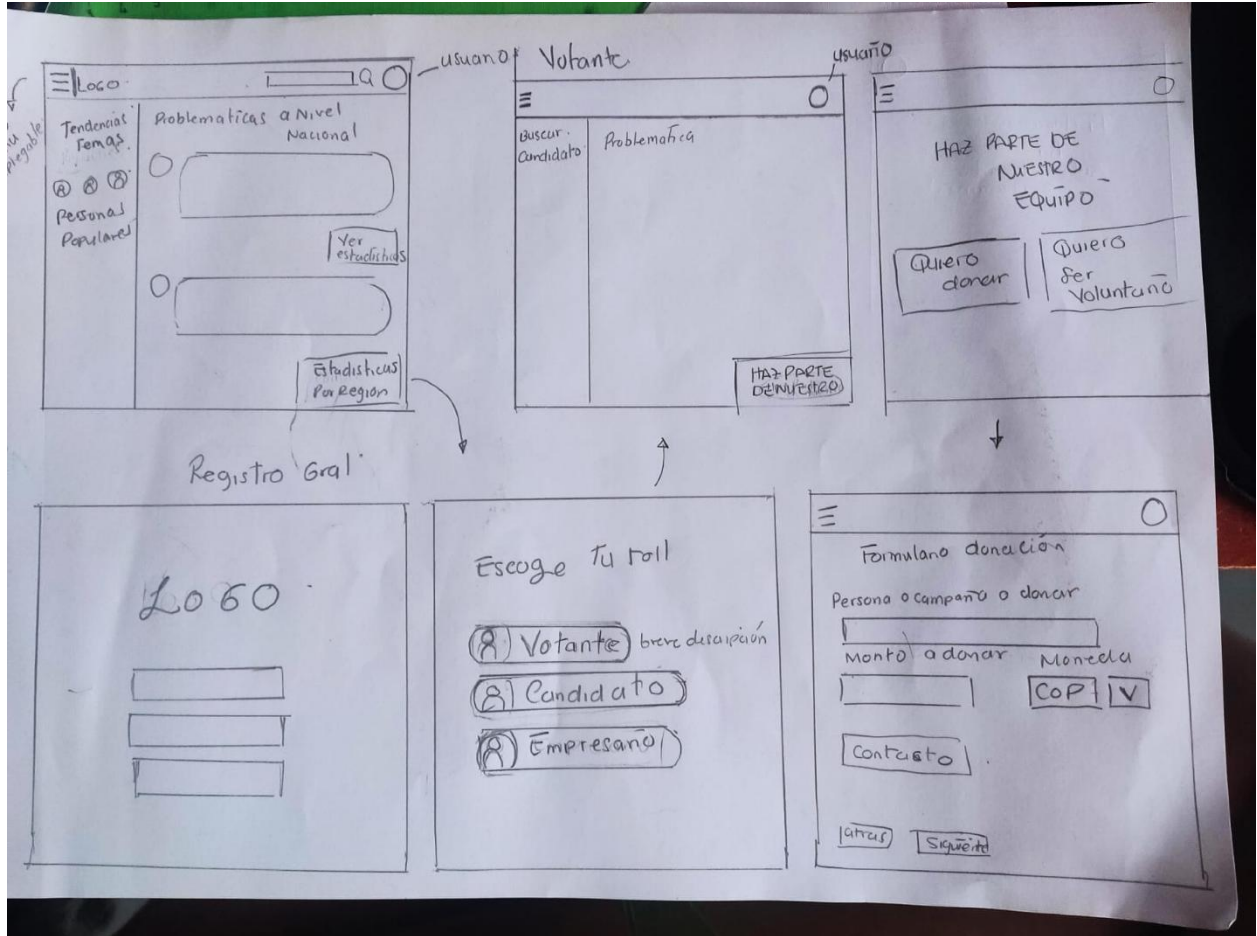 usuario
Logo
Tendencias
Temas
Personas
Populares
Problematicas a Nivel
Nacional
Ver
estadisticas
Estadisticas
Por Región
Votante
usuario
Buscar
Candidato
Problematica
HAZ PARTE
DE NUESTRO
HAZ PARTE DE
NUESTRO
EQUIPO
Quiero
donar
Quiero
Ser
Voluntario
Registro Gral
LOGO
Escoge Tu roll
Votante breve descripción
Candidato
Empresario
Formulario donación
Persona o campaña o donar
Monto a donar Moneda
COP V
Contacto
atras Siguiente